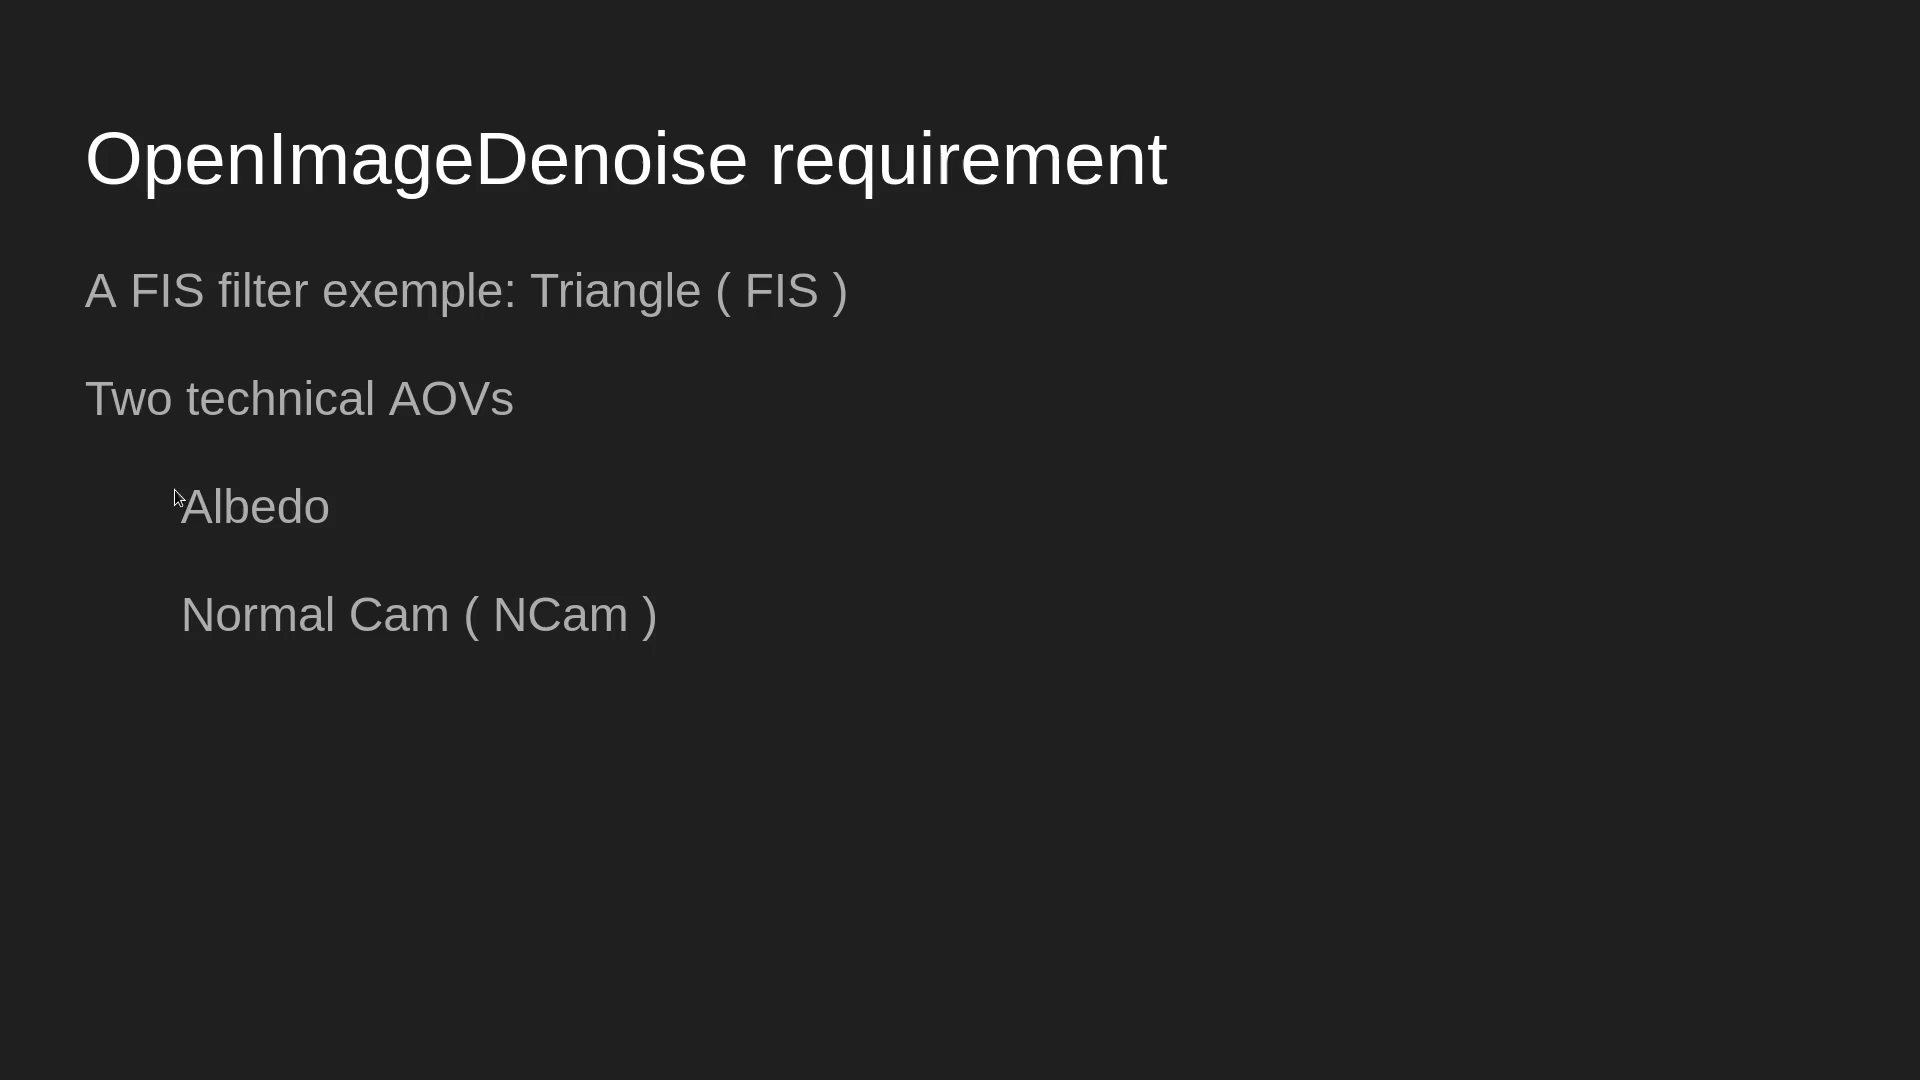 OpenImageDenoise requirement
A FIS filter exemple: Triangle ( FIS )
Two technical AOVs
Albedo
Normal Cam ( NCam )